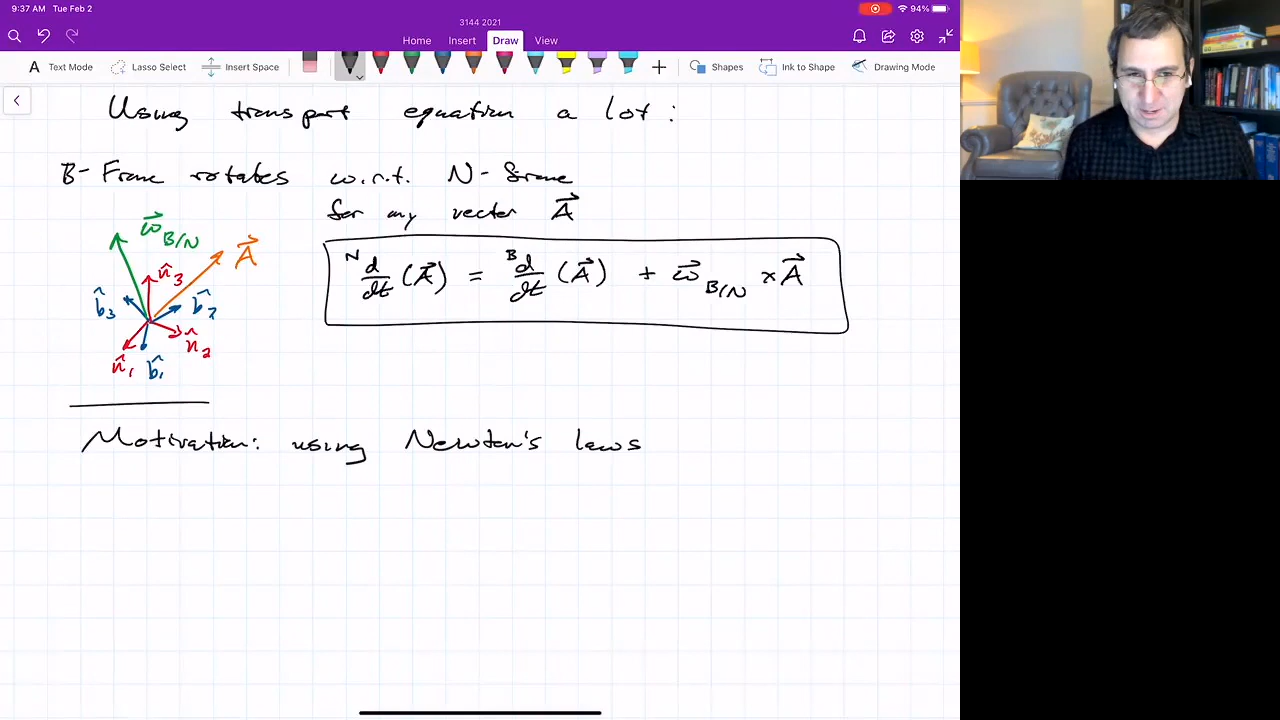 9:37 AM Tue Feb 2
94%
3144 2021
Home Insert Draw View
A Text Mode Lasso Select Insert Space Shapes Ink to Shape Drawing Mode
Using transport equation a lot:
B-Frame rotates w.r.t. N-frame
for any vector A⃗
ω⃗_B/N
A⃗
n̂₃
b̂₃
b̂₂
n̂₂
n̂₁
b̂₁
ᴺd/dt (A⃗) = ᴮd/dt (A⃗) + ω⃗_B/N × A⃗
Motivation: using Newton's laws